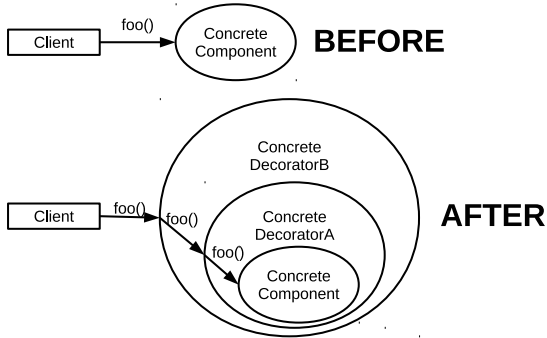 foo()
Client
Concrete
Component
BEFORE
Concrete
DecoratorB
Client
foo()
foo()
Concrete
DecoratorA
AFTER
foo()
Concrete
Component